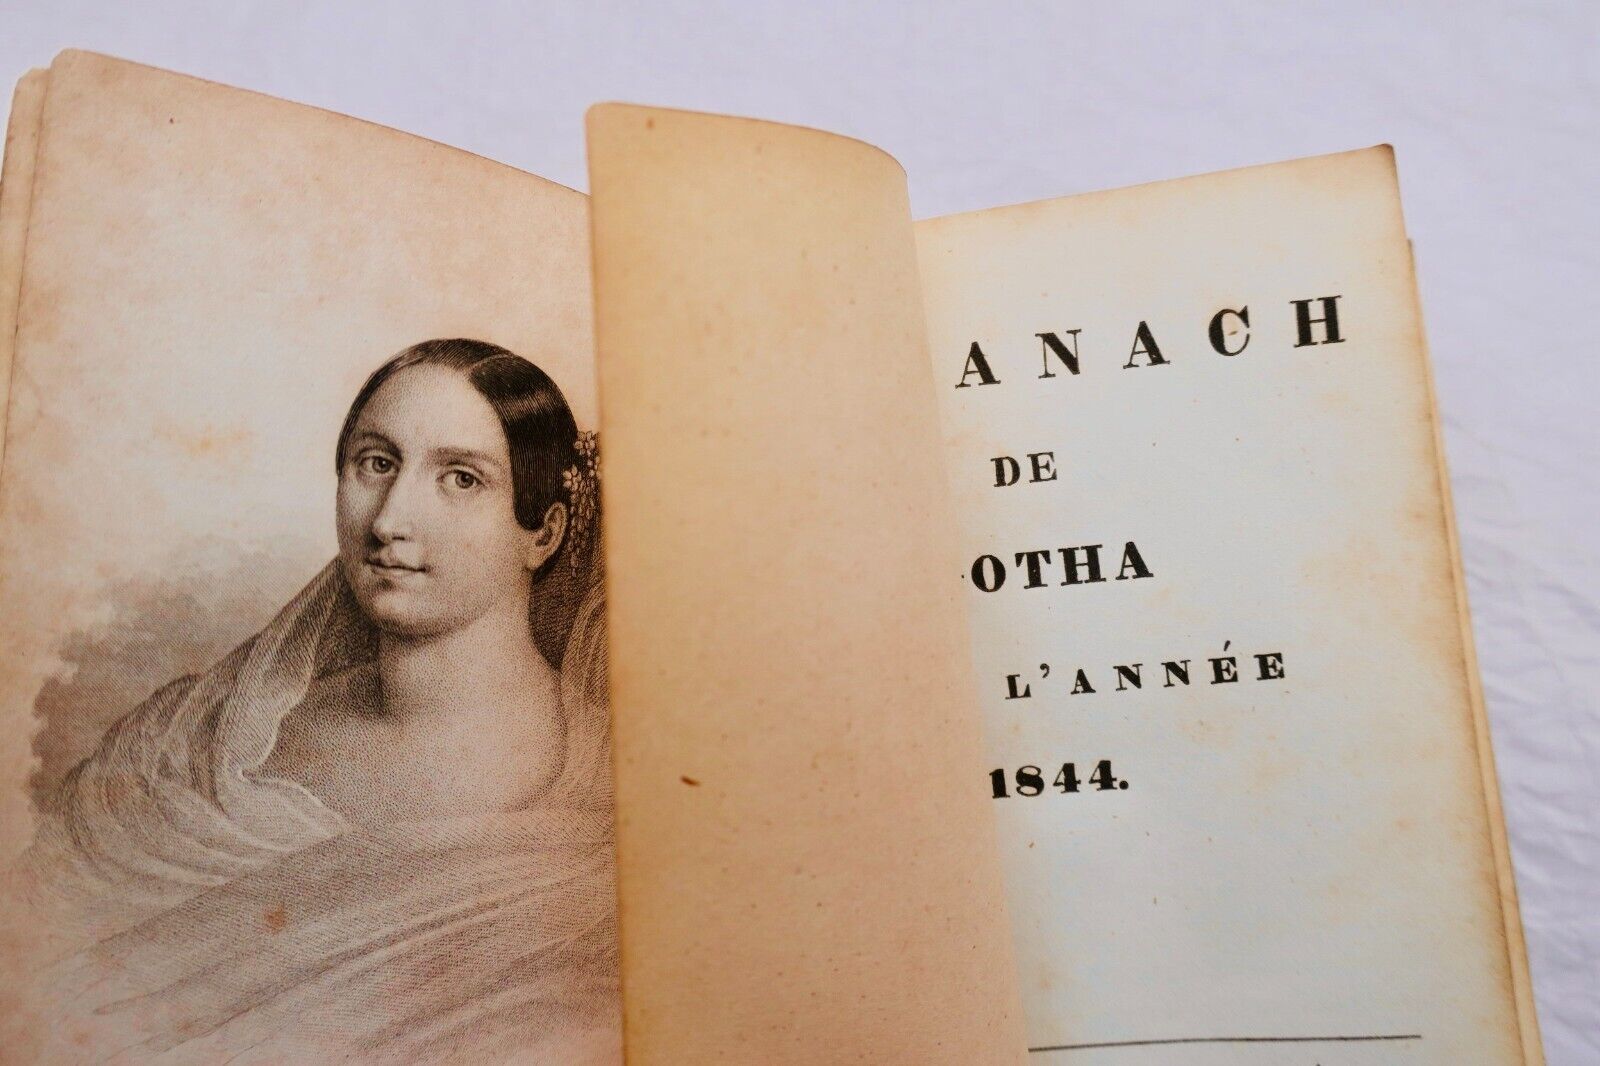 ANACH
DE
OTHA
L'ANNÉE
1844.